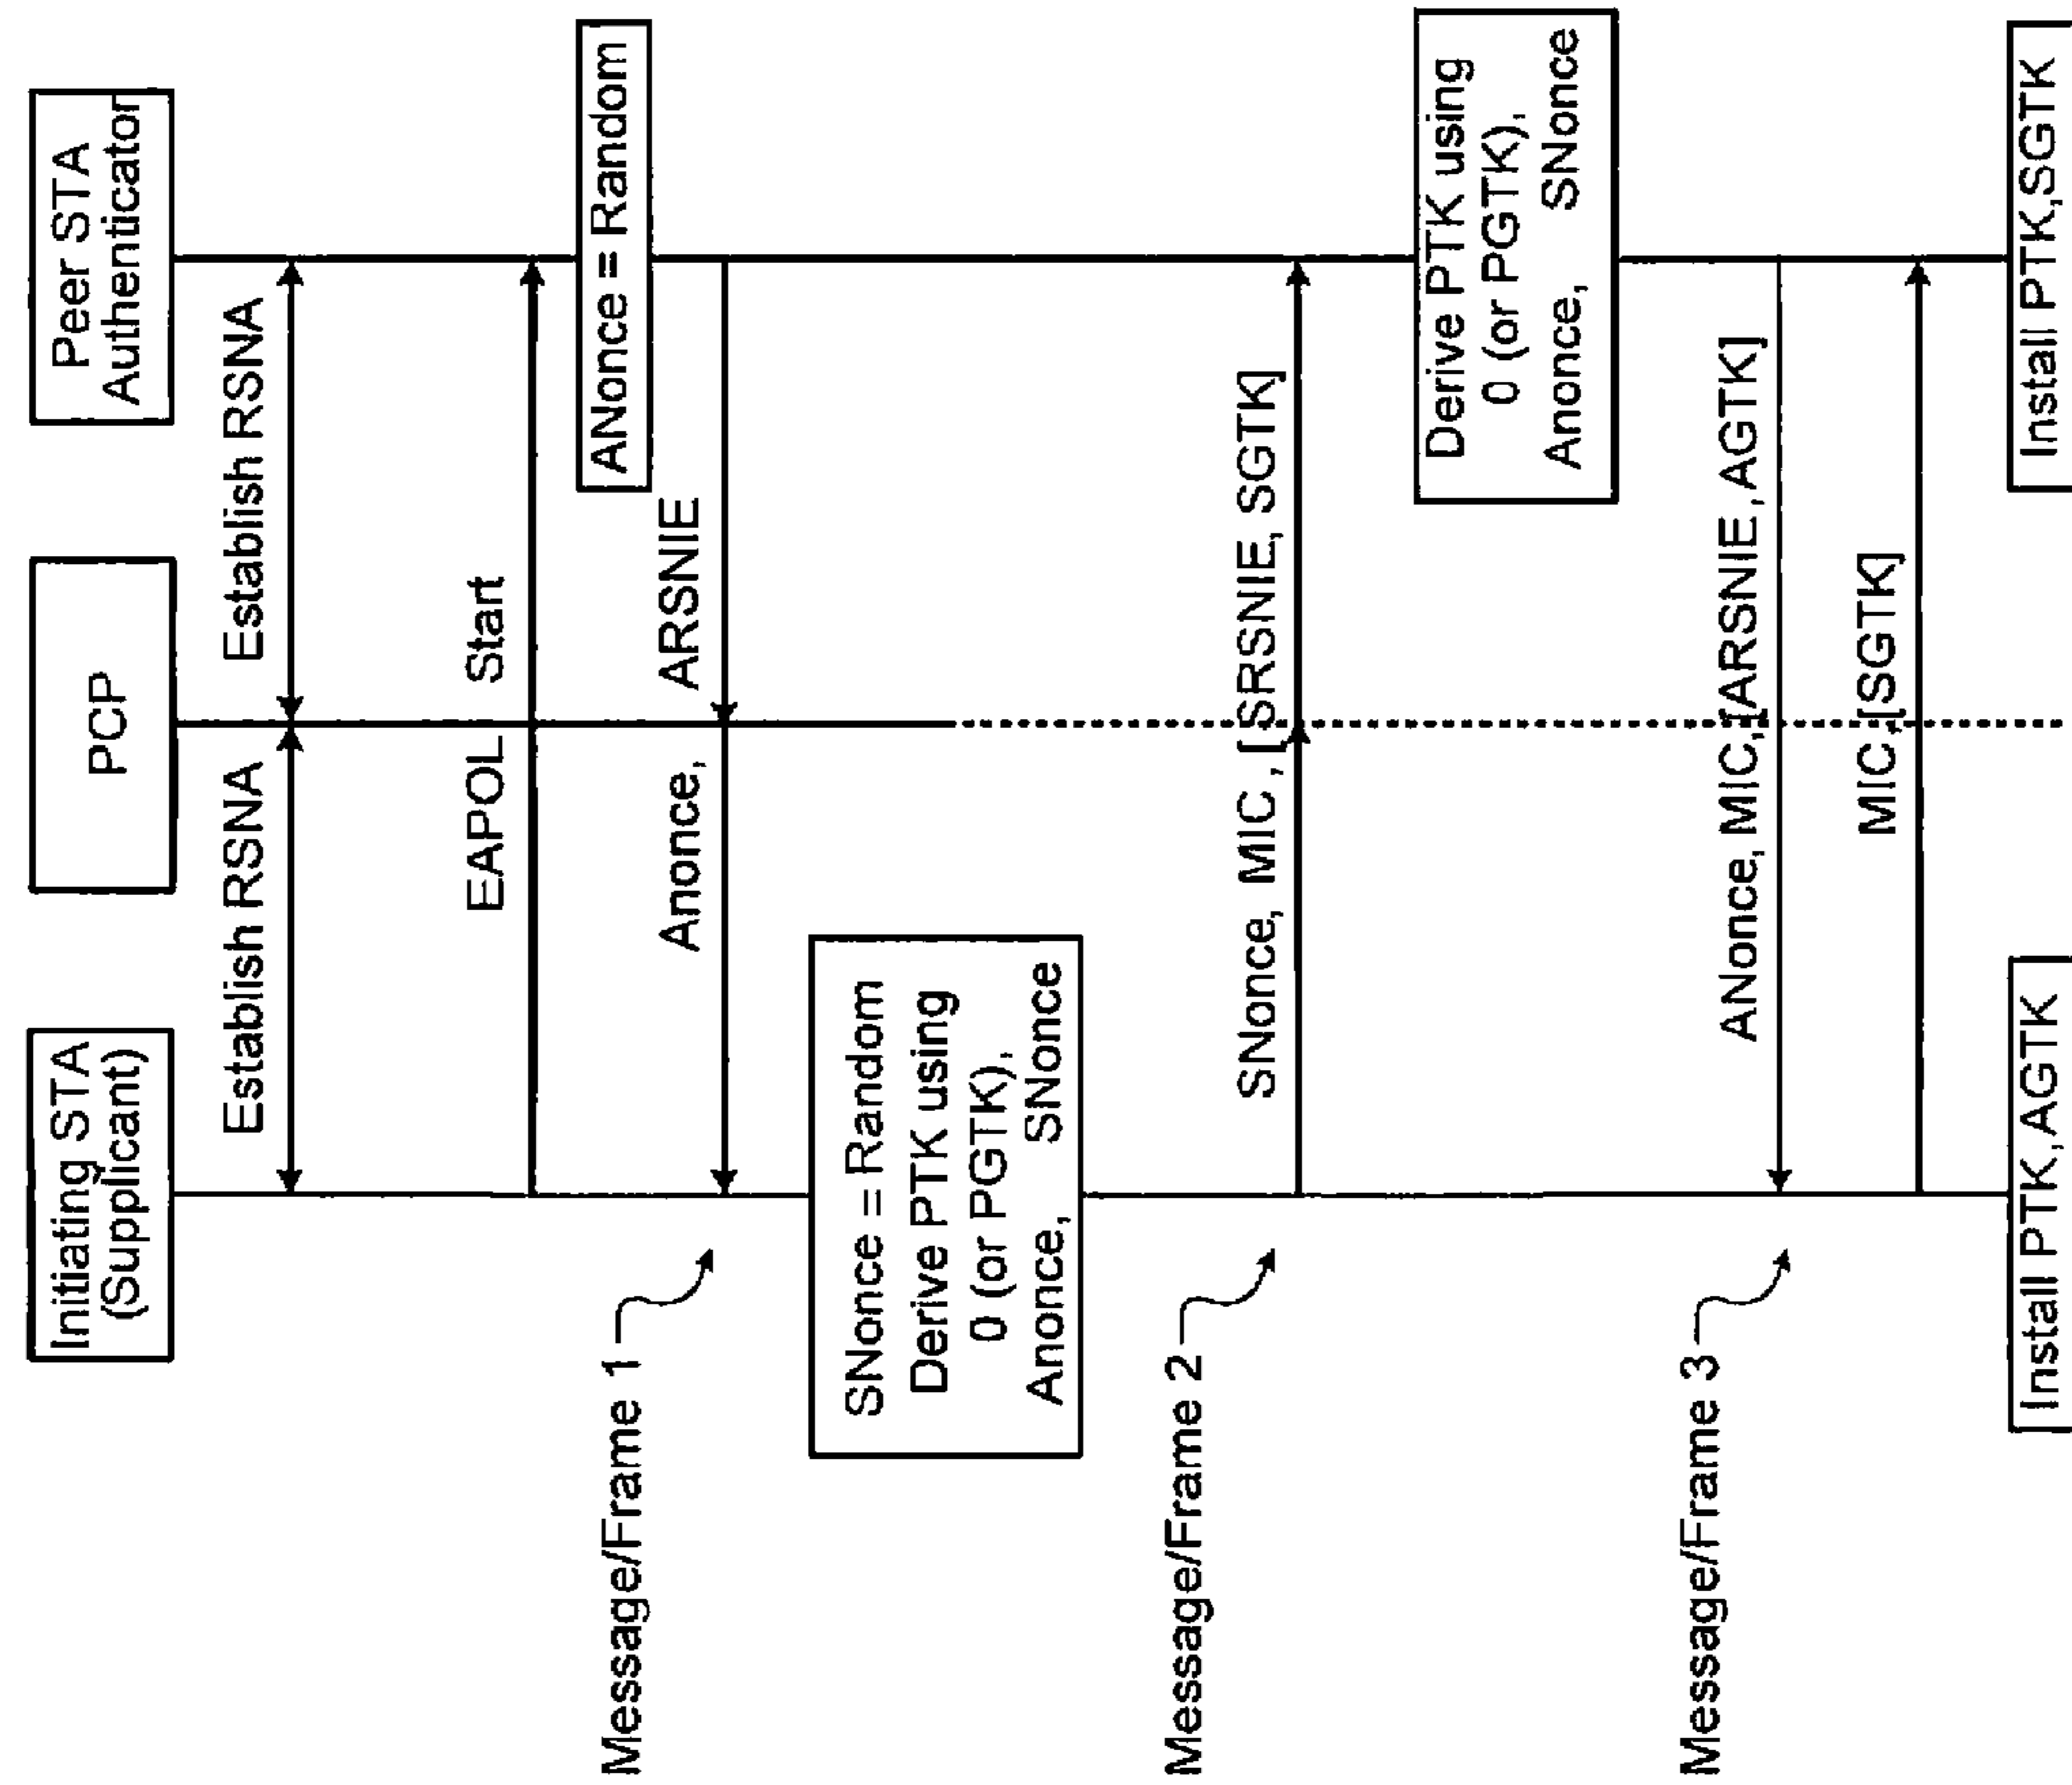 Initiating STA
(Supplicant)
PCP
Peer STA
Authenticator
Establish RSNA
Establish RSNA
EAPOL Start
ANonce = Random
Message/Frame 1
Anonce, ARSNIE
SNonce = Random
Derive PTK using
0 (or PGTK),
Anonce, SNonce
Message/Frame 2
SNonce, MIC, [SRSNIE, SGTK]
Derive PTK using
0 (or PGTK),
Anonce, SNonce
Message/Frame 3
ANonce, MIC,[ARSNIE,AGTK]
MIC,[SGTK]
Install PTK,AGTK
Install PTK,SGTK